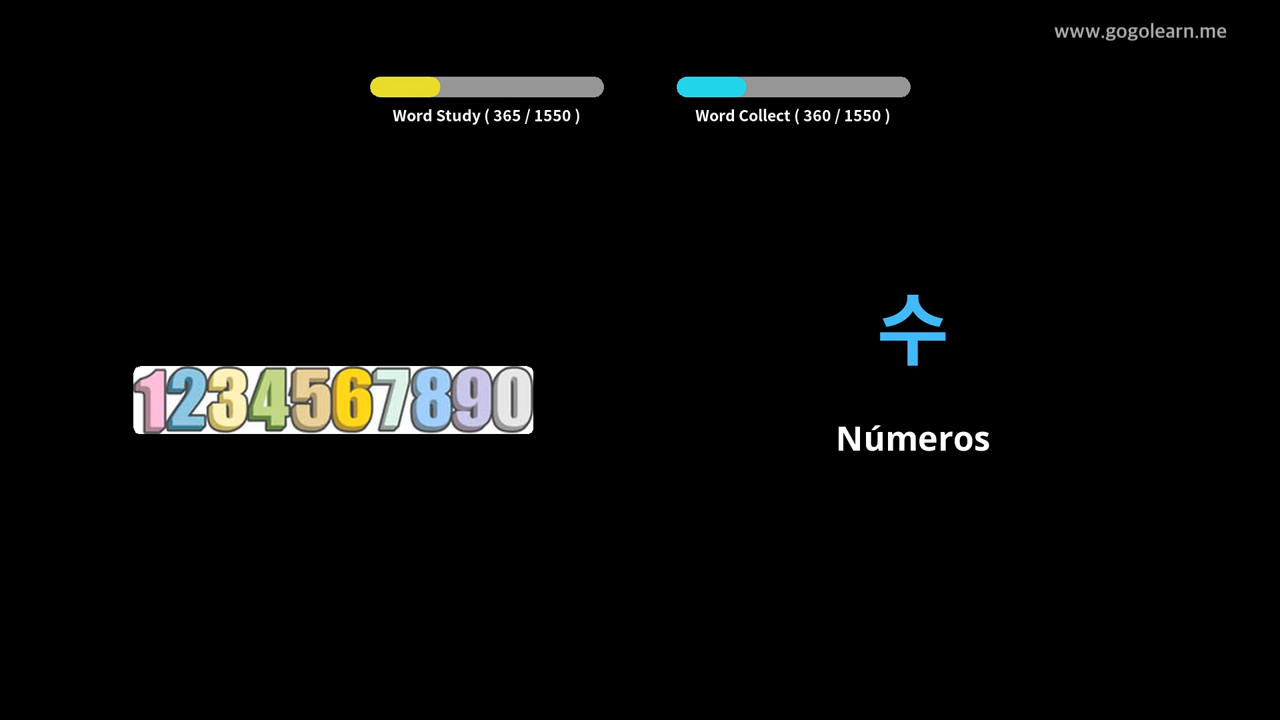 www.gogolearn.me
Word Study ( 365 / 1550 )
Word Collect ( 360 / 1550 )
수
1234567890
Números